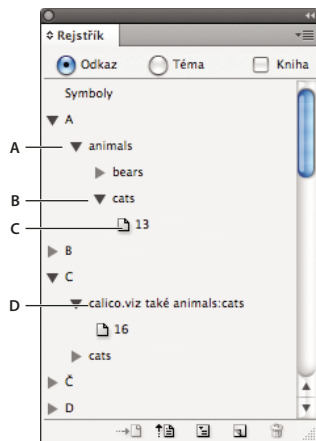 Rejstřík
Odkaz Téma Kniha
Symboly
A
A animals
bears
B cats
C 13
B
C
D calico.viz také animals:cats
16
cats
Č
D